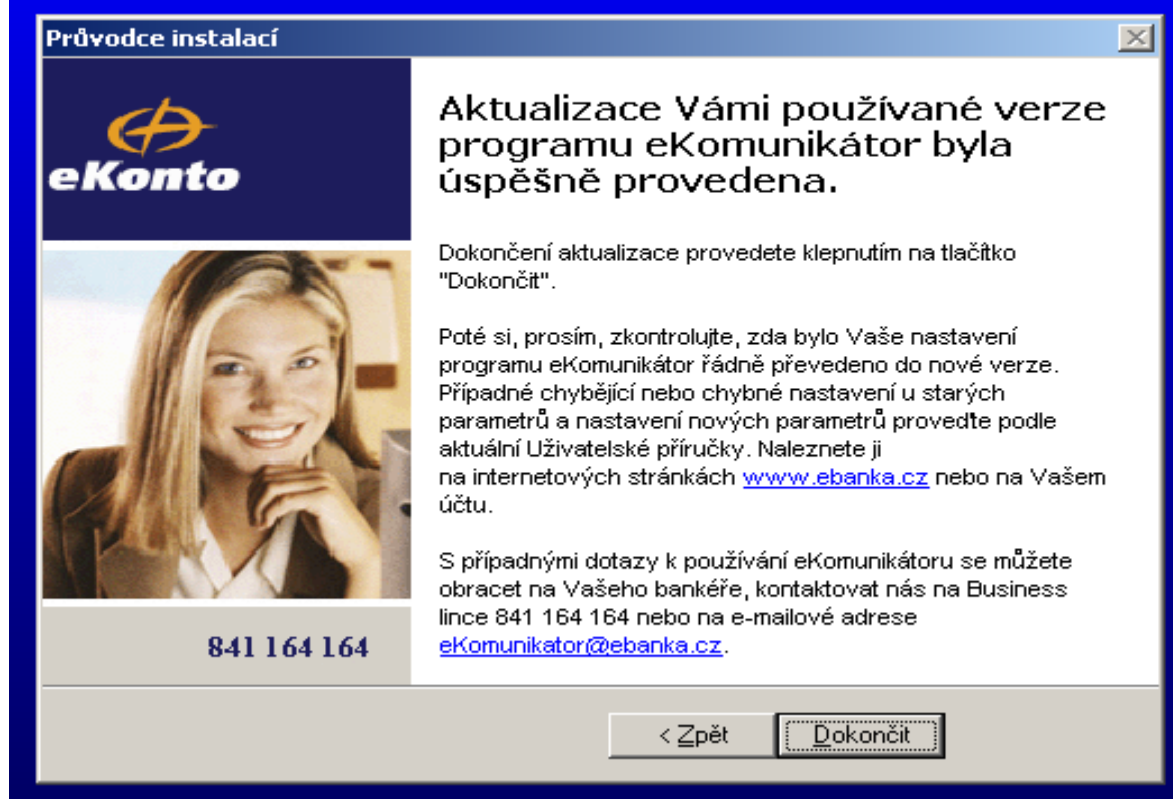 Průvodce instalací
eKonto
Aktualizace Vámi používané verze
programu eKomunikátor byla
úspěšně provedena.
Dokončení aktualizace provedete klepnutím na tlačítko
"Dokončit".
Poté si, prosím, zkontrolujte, zda bylo Vaše nastavení
programu eKomunikátor řádně převedeno do nové verze.
Případné chybějící nebo chybné nastavení u starých
parametrů a nastavení nových parametrů proveďte podle
aktuální Uživatelské příručky. Naleznete ji
na internetových stránkách www.ebanka.cz nebo na Vašem
účtu.
S případnými dotazy k používání eKomunikátoru se můžete
obracet na Vašeho bankéře, kontaktovat nás na Business
lince 841 164 164 nebo na e-mailové adrese
eKomunikator@ebanka.cz.
841 164 164
< Zpět
Dokončit